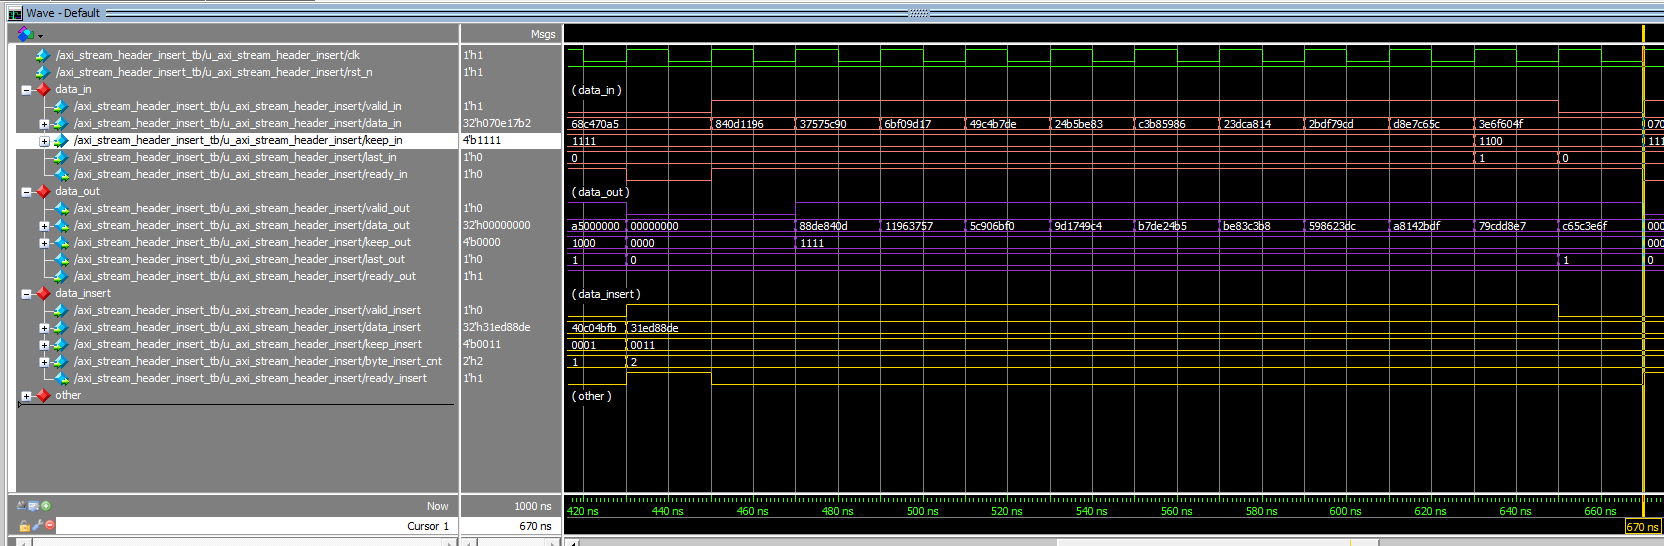 Wave - Default
Msgs
/axi_stream_header_insert_tb/u_axi_stream_header_insert/clk 1'h1
/axi_stream_header_insert_tb/u_axi_stream_header_insert/rst_n 1'h1
data_in ( data_in )
/axi_stream_header_insert_tb/u_axi_stream_header_insert/valid_in 1'h1
/axi_stream_header_insert_tb/u_axi_stream_header_insert/data_in 32'h070e17b2 68c470a5 840d1196 37575c90 6bf09d17 49c4b7de 24b5be83 c3b85986 23dca814 2bdf79cd d8e7c65c 3e6f604f 070
/axi_stream_header_insert_tb/u_axi_stream_header_insert/keep_in 4'b1111 1111 1100 111
/axi_stream_header_insert_tb/u_axi_stream_header_insert/last_in 1'h0 0 1 0
/axi_stream_header_insert_tb/u_axi_stream_header_insert/ready_in 1'h0
data_out ( data_out )
/axi_stream_header_insert_tb/u_axi_stream_header_insert/valid_out 1'h0
/axi_stream_header_insert_tb/u_axi_stream_header_insert/data_out 32'h00000000 a5000000 00000000 88de840d 11963757 5c906bf0 9d1749c4 b7de24b5 be83c3b8 598623dc a8142bdf 79cdd8e7 c65c3e6f 000
/axi_stream_header_insert_tb/u_axi_stream_header_insert/keep_out 4'b0000 1000 0000 1111 000
/axi_stream_header_insert_tb/u_axi_stream_header_insert/last_out 1'h0 1 0 1 0
/axi_stream_header_insert_tb/u_axi_stream_header_insert/ready_out 1'h1
data_insert ( data_insert )
/axi_stream_header_insert_tb/u_axi_stream_header_insert/valid_insert 1'h0
/axi_stream_header_insert_tb/u_axi_stream_header_insert/data_insert 32'h31ed88de 40c04bfb 31ed88de
/axi_stream_header_insert_tb/u_axi_stream_header_insert/keep_insert 4'b0011 0001 0011
/axi_stream_header_insert_tb/u_axi_stream_header_insert/byte_insert_cnt 2'h2 1 2
/axi_stream_header_insert_tb/u_axi_stream_header_insert/ready_insert 1'h1
other ( other )
Now 1000 ns
420 ns 440 ns 460 ns 480 ns 500 ns 520 ns 540 ns 560 ns 580 ns 600 ns 620 ns 640 ns 660 ns
Cursor 1 670 ns
670 ns